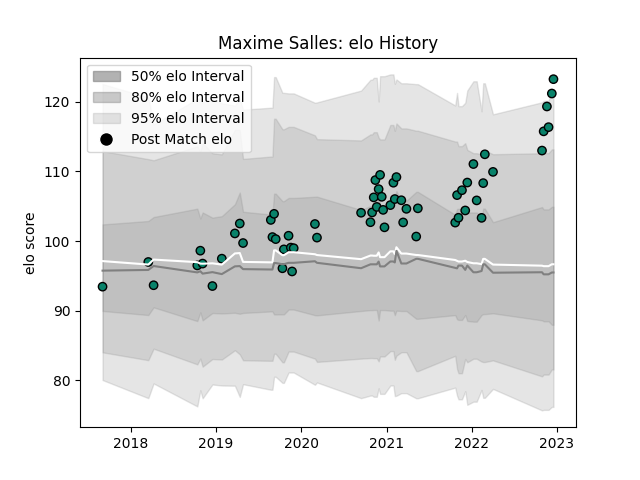 Maxime Salles: elo History
50% elo Interval
80% elo Interval
95% elo Interval
Post Match elo
elo score
120
110
100
90
80
2018 2019 2020 2021 2022 2023